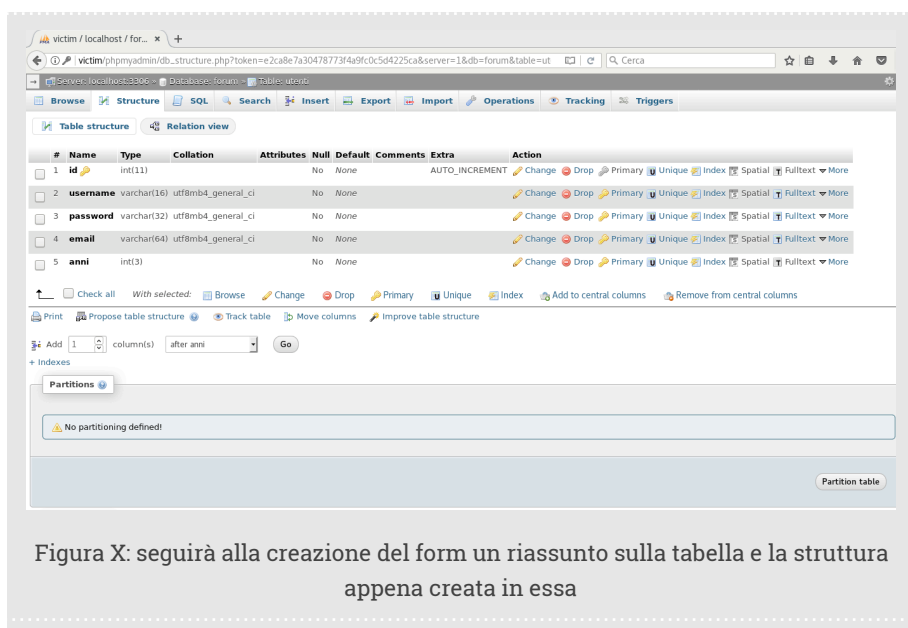 victim / localhost / for... × +
victim/phpmyadmin/db_structure.php?token=e2ca8e7a30478773f4a9fc0c5d4225ca&server=1&db=forum&table=ut Cerca
Server: localhost:3306 » Database: forum » Table: utenti
Browse Structure SQL Search Insert Export Import Operations Tracking Triggers
Table structure Relation view
# Name Type Collation Attributes Null Default Comments Extra Action
1 id int(11) No None AUTO_INCREMENT Change Drop Primary Unique Index Spatial Fulltext More
2 username varchar(16) utf8mb4_general_ci No None Change Drop Primary Unique Index Spatial Fulltext More
3 password varchar(32) utf8mb4_general_ci No None Change Drop Primary Unique Index Spatial Fulltext More
4 email varchar(64) utf8mb4_general_ci No None Change Drop Primary Unique Index Spatial Fulltext More
5 anni int(3) No None Change Drop Primary Unique Index Spatial Fulltext More
Check all With selected: Browse Change Drop Primary Unique Index Add to central columns Remove from central columns
Print Propose table structure Track table Move columns Improve table structure
Add 1 column(s) after anni Go
+ Indexes
Partitions
No partitioning defined!
Partition table
Figura X: seguirà alla creazione del form un riassunto sulla tabella e la struttura
appena creata in essa